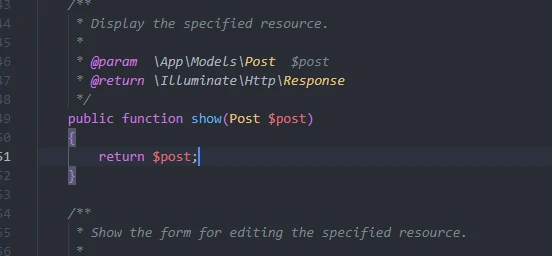 43 /**
44 * Display the specified resource.
45 *
46 * @param \App\Models\Post $post
47 * @return \Illuminate\Http\Response
48 */
49 public function show(Post $post)
50 {
51 return $post;
52 }
53
54 /**
55 * Show the form for editing the specified resource.
56 *